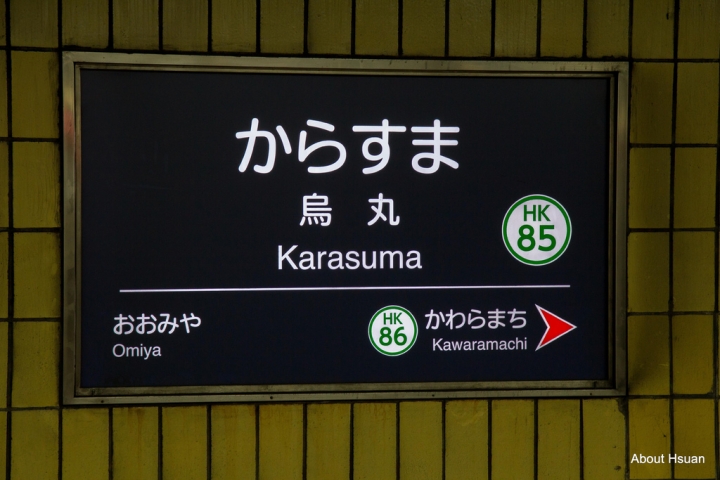 からすま
烏 丸
Karasuma
HK
85
おおみや
Omiya
HK
86
かわらまち
Kawaramachi
About Hsuan